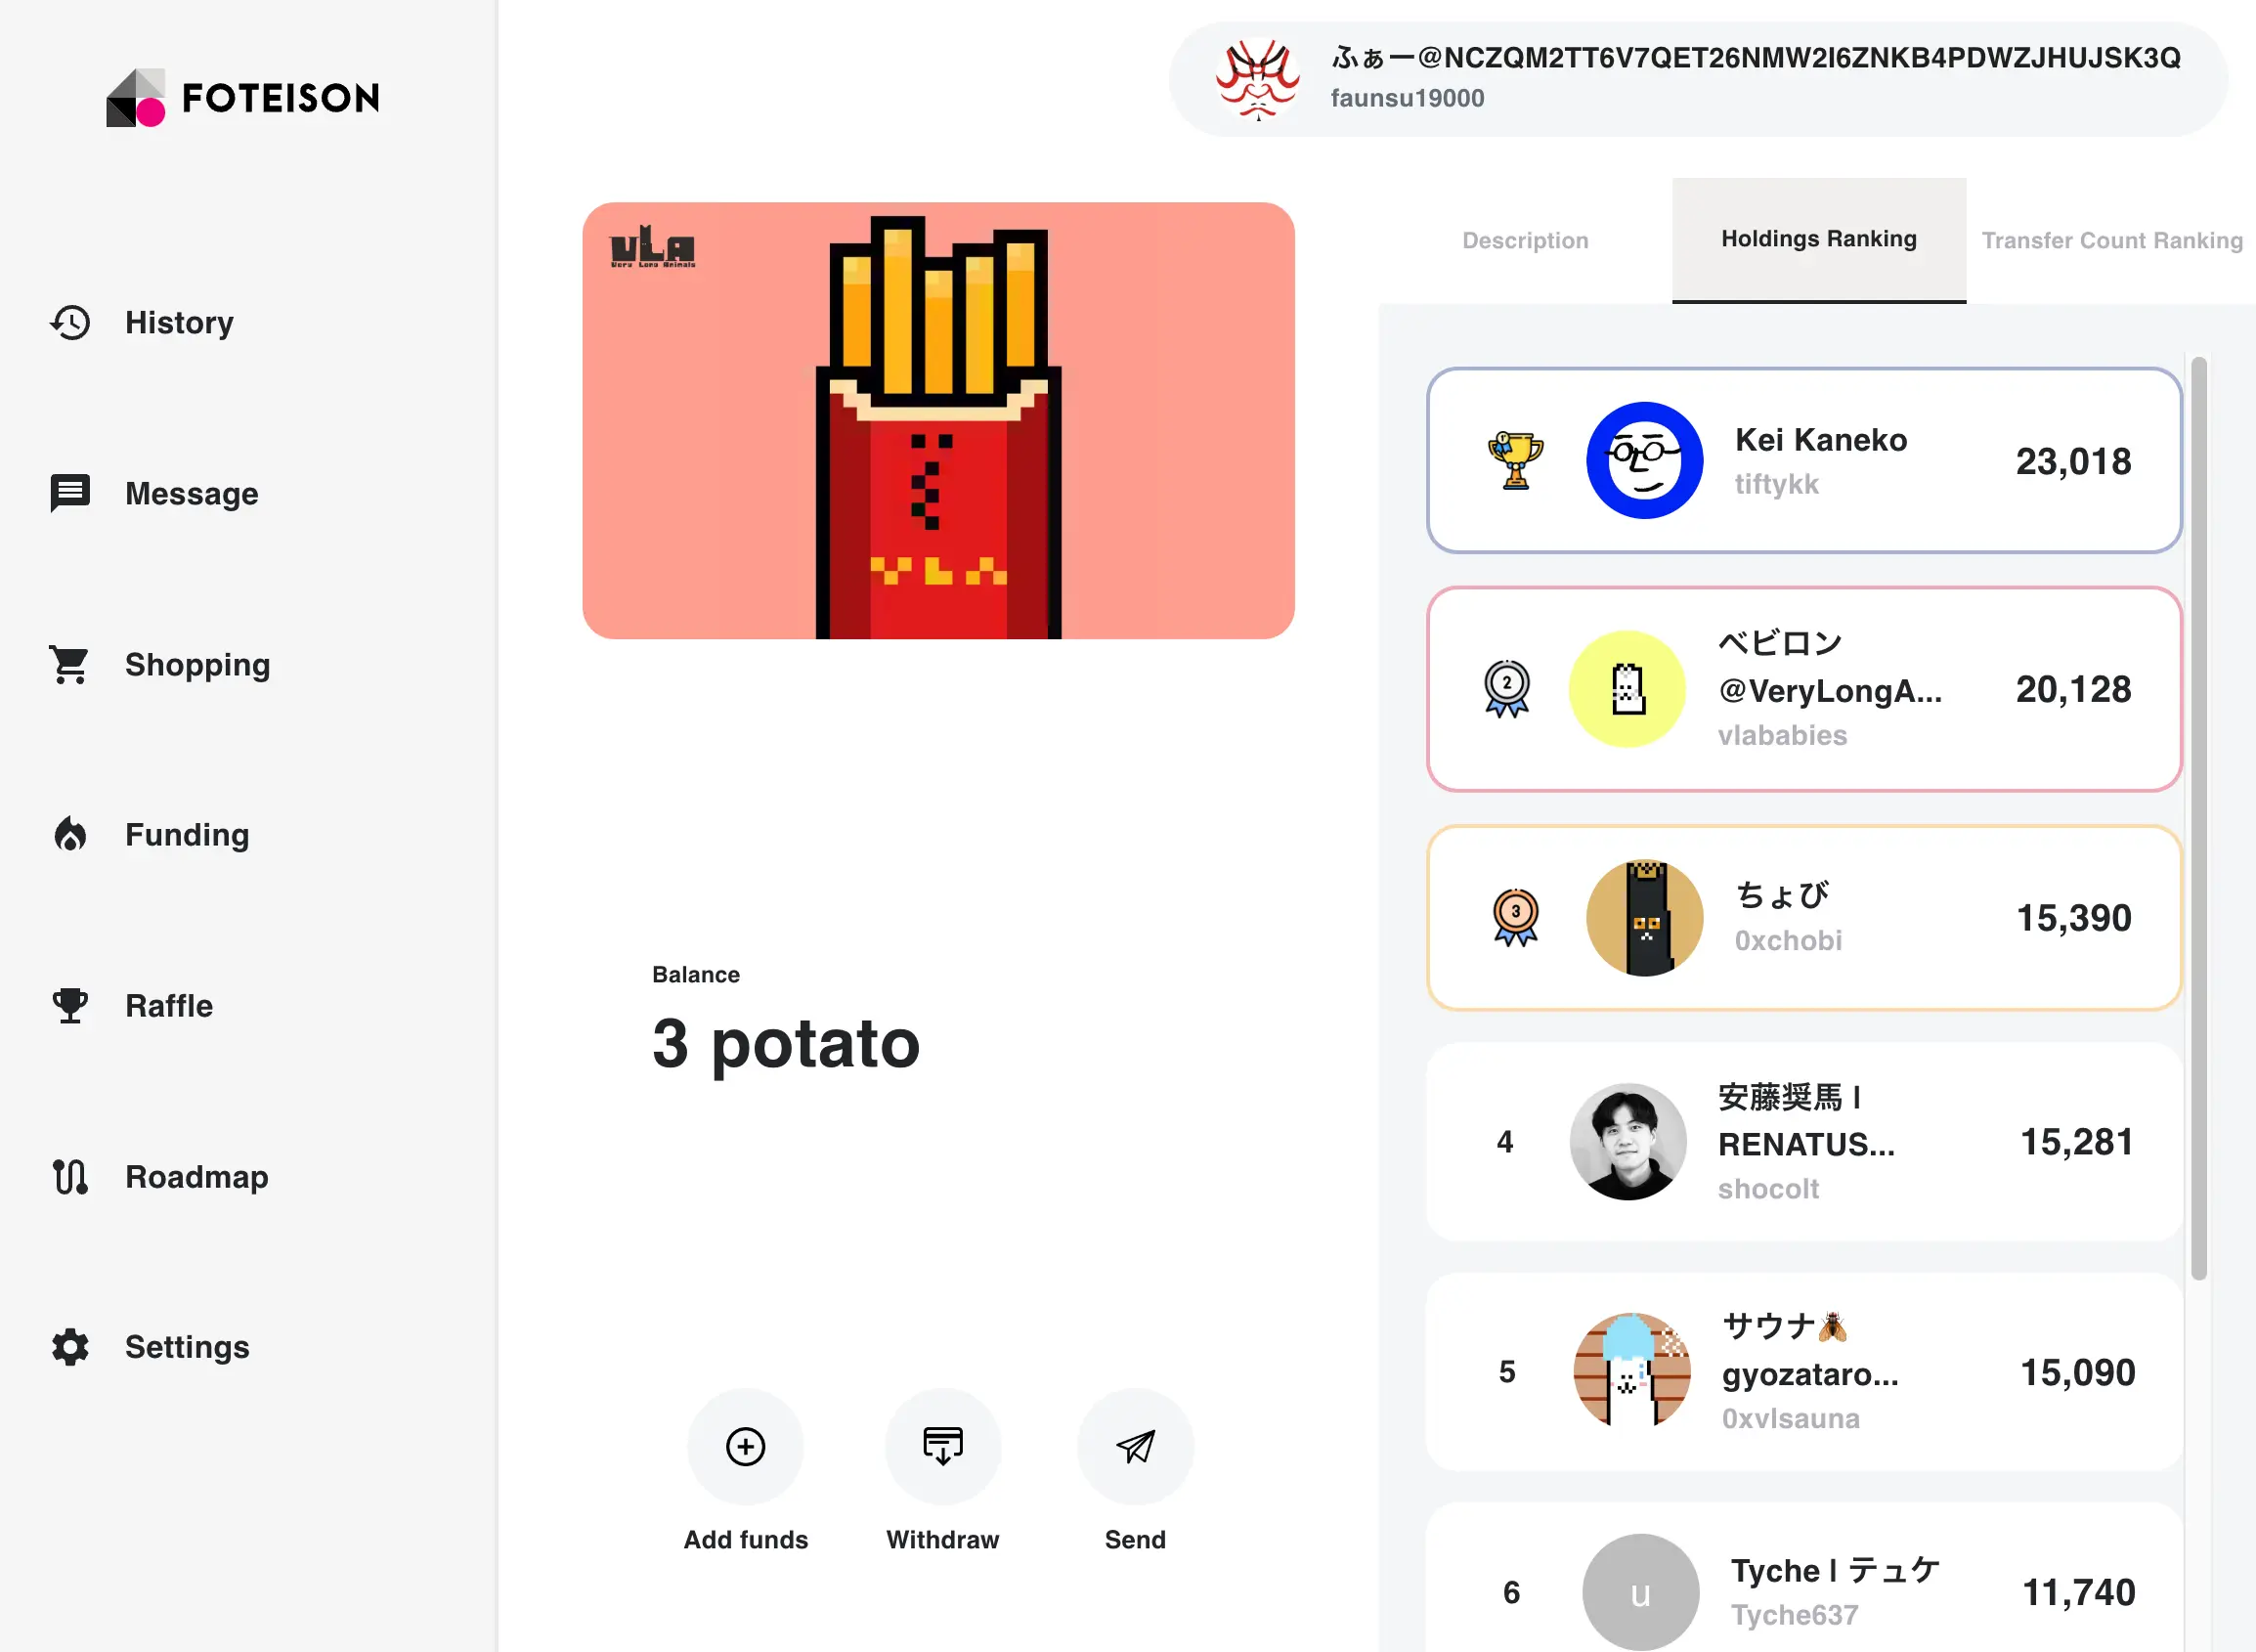 FOTEISON
History
Message
Shopping
Funding
Raffle
Roadmap
Settings
ふぁー@NCZQM2TT6V7QET26NMW2I6ZNKB4PDWZJHUJSK3Q
faunsu19000
VLA
Very Long Animals
VLA
Balance
3 potato
Add funds
Withdraw
Send
Description
Holdings Ranking
Transfer Count Ranking
Kei Kaneko
tiftykk
23,018
2
ベビロン
@VeryLongA...
vlababies
20,128
3
ちょび
0xchobi
15,390
4
安藤奨馬 l
RENATUS...
shocolt
15,281
5
サウナ🪰
gyozataro...
0xvlsauna
15,090
6
u
Tyche l テュケ
Tyche637
11,740